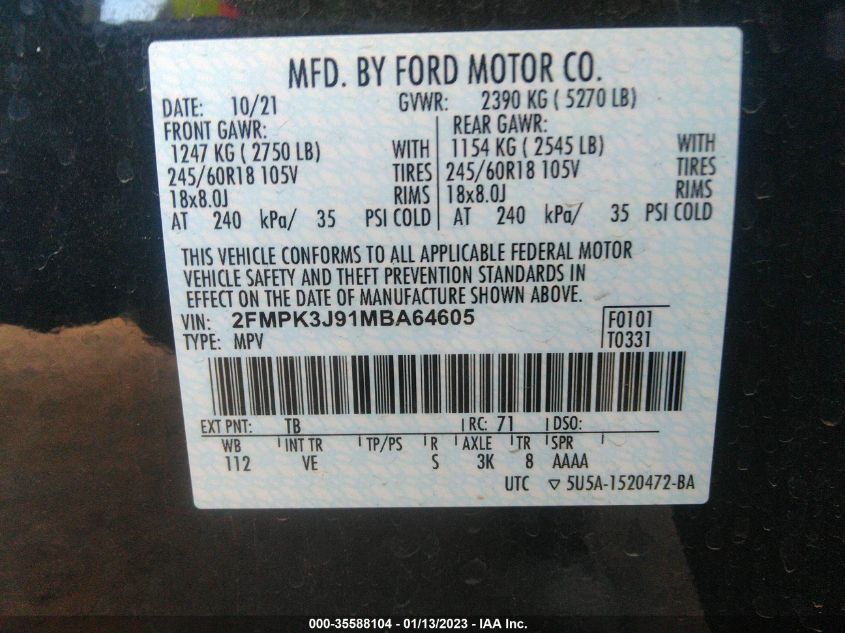 MFD. BY FORD MOTOR CO.
DATE: 10/21 GVWR: 2390 KG ( 5270 LB)
FRONT GAWR: REAR GAWR:
1247 KG ( 2750 LB) WITH 1154 KG ( 2545 LB) WITH
245/60R18 105V TIRES 245/60R18 105V TIRES
18x8.0J RIMS 18x8.0J RIMS
AT 240 kPa/ 35 PSI COLD AT 240 kPa/ 35 PSI COLD
THIS VEHICLE CONFORMS TO ALL APPLICABLE FEDERAL MOTOR
VEHICLE SAFETY AND THEFT PREVENTION STANDARDS IN
EFFECT ON THE DATE OF MANUFACTURE SHOWN ABOVE.
VIN: 2FMPK3J91MBA64605 F0101
TYPE: MPV T0331
EXT PNT: TB RC: 71 DSO:
WB INT TR TP/PS R AXLE TR SPR
112 VE S 3K 8 AAAA
UTC ▽ 5U5A-1520472-BA
000-35588104 - 01/13/2023 - IAA Inc.